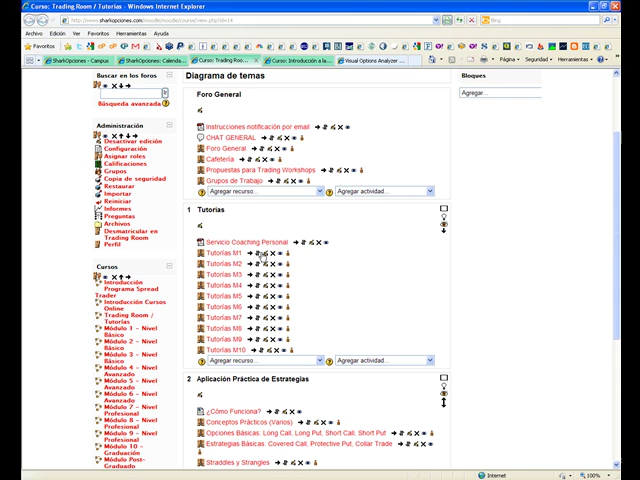 Curso: Trading Room / Tutorías - Windows Internet Explorer
http://www.sharkopciones.com/moodle/moodle/course/view.php?id=14
Bing
Archivo Edición Ver Favoritos Herramientas Ayuda
Favoritos
SharkOpciones - Campus
SharkOpciones: Calenda...
Curso: Trading Roo...
Curso: Introducción a la...
Visual Options Analyzer ...
Página Seguridad Herramientas
Buscar en los foros
Búsqueda avanzada
Administración
Desactivar edición
Configuración
Asignar roles
Calificaciones
Grupos
Copia de seguridad
Restaurar
Importar
Reiniciar
Informes
Preguntas
Archivos
Desmatricular en
Trading Room
Perfil
Cursos
Introducción
Programa Spread
Trader
Introducción Cursos
Online
Trading Room /
Tutorías
Módulo 1 - Nivel
Básico
Módulo 2 - Nivel
Básico
Módulo 3 - Nivel
Básico
Módulo 4 - Nivel
Avanzado
Módulo 5 - Nivel
Avanzado
Módulo 6 - Nivel
Avanzado
Módulo 7 - Nivel
Profesional
Módulo 8 - Nivel
Profesional
Módulo 9 - Nivel
Profesional
Módulo 10 -
Graduación
Módulo Post-
Graduado
Diagrama de temas
Foro General
Instrucciones notificación por email
CHAT GENERAL
Foro General
Cafetería
Propuestas para Trading Workshops
Grupos de Trabajo
Agregar recurso... Agregar actividad...
1 Tutorías
Servicio Coaching Personal
Tutorías M1
Tutorías M2
Tutorías M3
Tutorías M4
Tutorías M5
Tutorías M6
Tutorías M7
Tutorías M8
Tutorías M9
Tutorías M10
Agregar recurso... Agregar actividad...
2 Aplicación Práctica de Estrategias
¿Cómo Funciona?
Conceptos Prácticos (Varios)
Opciones Básicas: Long Call, Long Put, Short Call, Short Put
Estrategias Básicas: Covered Call, Protective Put, Collar Trade
Straddles y Strangles
Bloques
Agregar...
Internet
100%